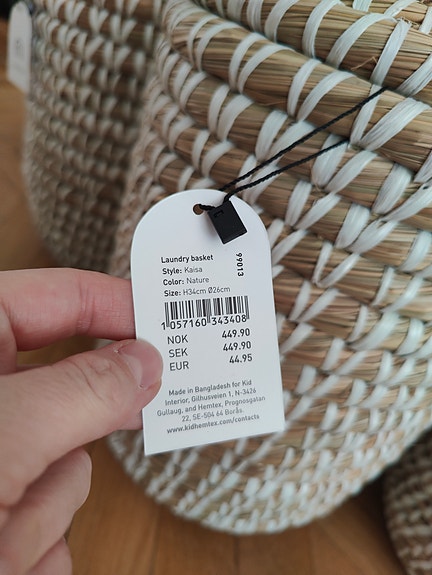 Laundry basket
Style: Kaisa
Color: Nature
Size: H34cm Ø26cm
99013
1 057160 343408
NOK 449.90
SEK 449.90
EUR 44.95
Made in Bangladesh for Kid
Interior, Gilhusveien 1, N-3426
Gullaug, and Hemtex, Prognosgatan
22, SE-504 64 Borås.
www.kidhemtex.com/contacts